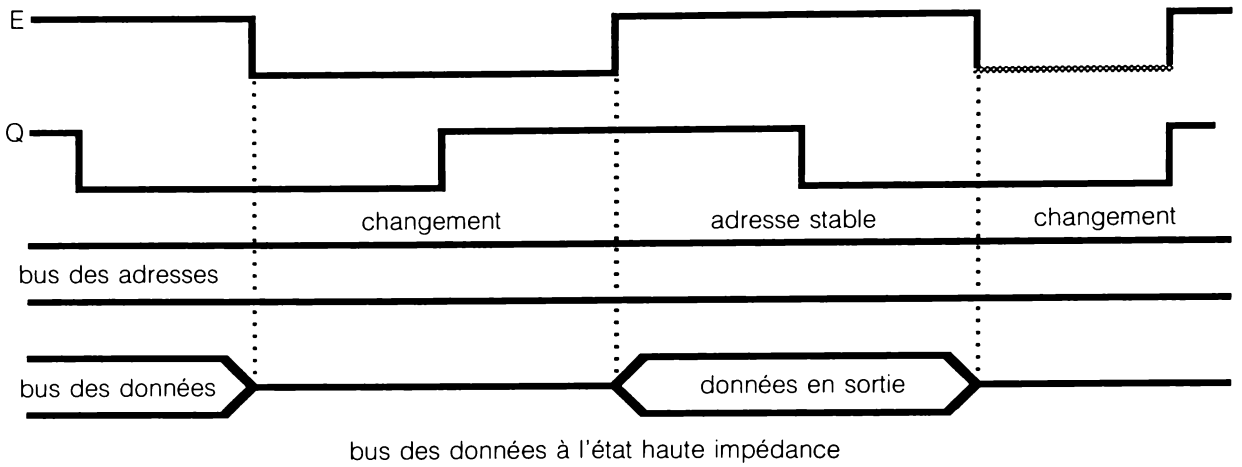 E
Q
changement adresse stable changement
bus des adresses
bus des données données en sortie
bus des données à l'état haute impédance